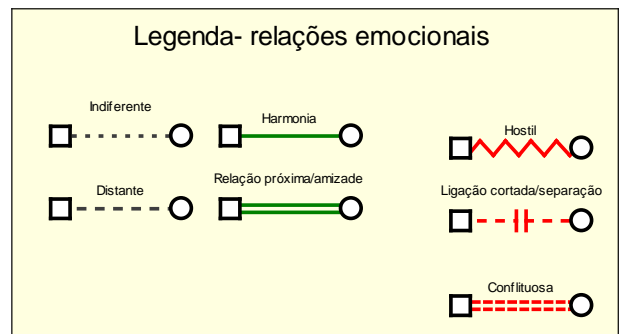 Legenda- relações emocionais
Indiferente
Harmonia
Hostil
Distante
Relação próxima/amizade
Ligação cortada/separação
Conflituosa